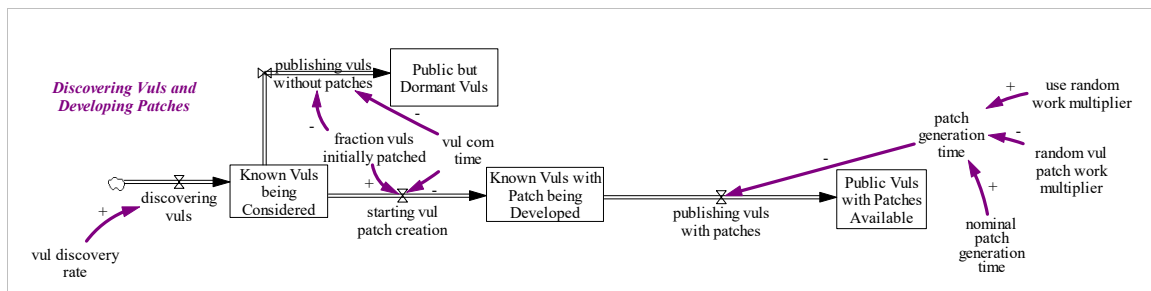 Discovering Vuls and
Developing Patches
publishing vuls
without patches
Public but
Dormant Vuls
-
-
fraction vuls
initially patched
vul com
time
+
-
discovering
vuls
+
vul discovery
rate
Known Vuls
being
Considered
starting vul
patch creation
Known Vuls with
Patch being
Developed
publishing vuls
with patches
-
Public Vuls
with Patches
Available
patch
generation
time
+
use random
work multiplier
-
random vul
patch work
multiplier
+
nominal
patch
generation
time